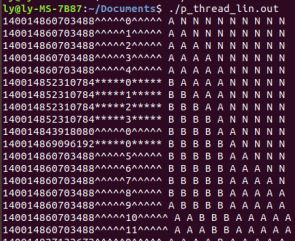 ly@ly-MS-7B87:~/Documents$ ./p_thread_lin.out
140014860703488^^^^^0^^^^^ A N N N N N N N N N
140014860703488^^^^^1^^^^^ A A N N N N N N N N
140014860703488^^^^^2^^^^^ A A A N N N N N N N
140014860703488^^^^^3^^^^^ A A A A N N N N N N
140014860703488^^^^^4^^^^^ A A A A A N N N N N
140014852310784*****0***** B A A A A N N N N N
140014852310784*****1***** B B A A A N N N N N
140014852310784*****2***** B B B A A N N N N N
140014852310784*****3***** B B B B A N N N N N
140014843918080^^^^^0^^^^^ B B B B A A N N N N
140014869096192*****0***** B B B B B A N N N N
140014860703488^^^^^5^^^^^ B B B B B A A N N N
140014860703488^^^^^6^^^^^ B B B B B A A A N N
140014860703488^^^^^7^^^^^ B B B B B A A A A N
140014860703488^^^^^8^^^^^ B B B B B A A A A A
140014860703488^^^^^9^^^^^ A B B B B A A A A A
140014860703488^^^^^10^^^^^ A A B B B A A A A A
140014860703488^^^^^11^^^^^ A A A B B A A A A A